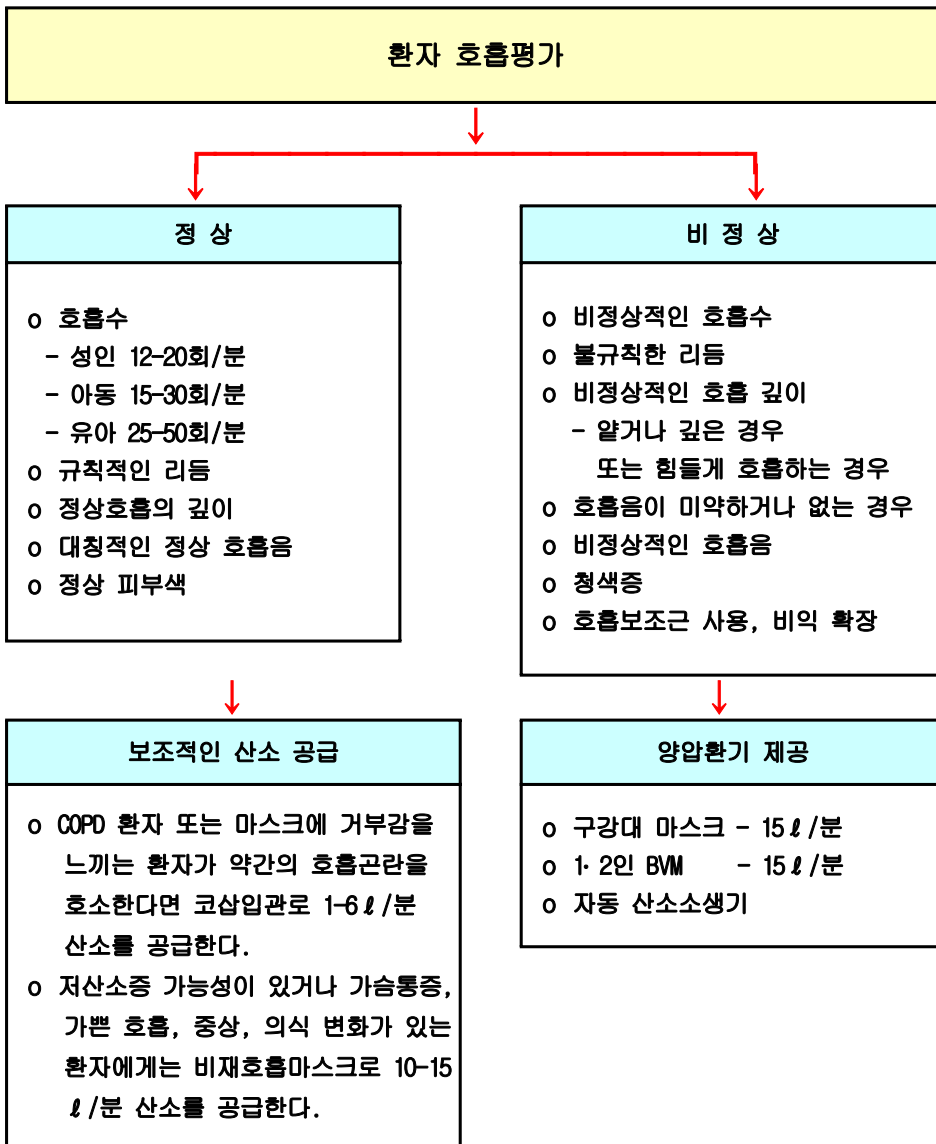 환자 호흡평가
정 상
o 호흡수
- 성인 12-20회/분
- 아동 15-30회/분
- 유아 25-50회/분
o 규칙적인 리듬
o 정상호흡의 깊이
o 대칭적인 정상 호흡음
o 정상 피부색
비 정 상
o 비정상적인 호흡수
o 불규칙한 리듬
o 비정상적인 호흡 깊이
- 얕거나 깊은 경우
또는 힘들게 호흡하는 경우
o 호흡음이 미약하거나 없는 경우
o 비정상적인 호흡음
o 청색증
o 호흡보조근 사용, 비익 확장
보조적인 산소 공급
o COPD 환자 또는 마스크에 거부감을
느끼는 환자가 약간의 호흡곤란을
호소한다면 코삽입관로 1-6ℓ/분
산소를 공급한다.
o 저산소증 가능성이 있거나 가슴통증,
가쁜 호흡, 중상, 의식 변화가 있는
환자에게는 비재호흡마스크로 10-15
ℓ/분 산소를 공급한다.
양압환기 제공
o 구강대 마스크 - 15ℓ/분
o 1·2인 BVM - 15ℓ/분
o 자동 산소소생기